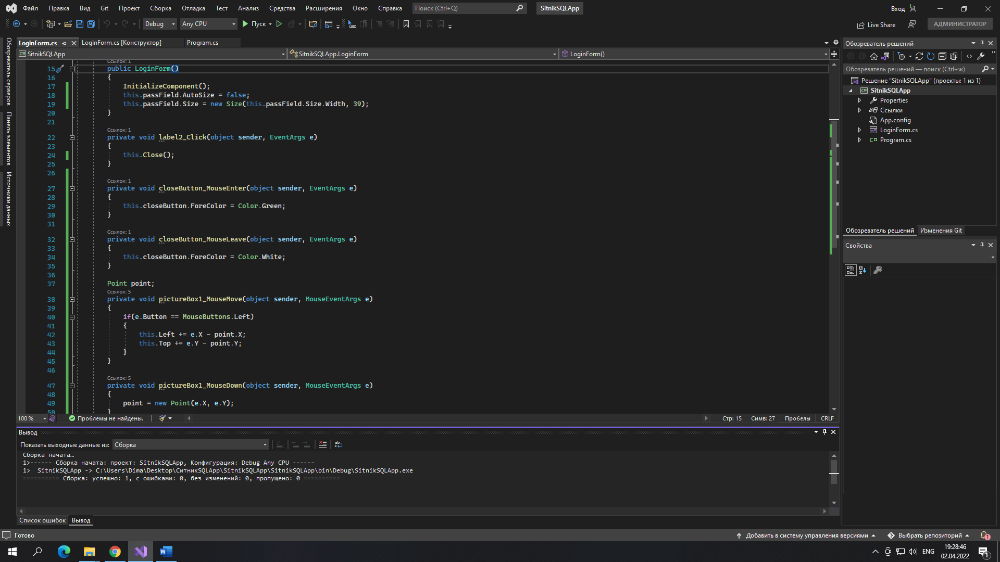 Файл Правка Вид Git Проект Сборка Отладка Тест Анализ Средства Расширения Окно Справка Поиск (Ctrl+Q) SitnikSQLApp Вход
Debug Any CPU Пуск Live Share АДМИНИСТРАТОР
Обозреватель серверов
Панель элементов
Источники данных
LoginForm.cs LoginForm.cs [Конструктор] Program.cs
SitnikSQLApp SitnikSQLApp.LoginForm LoginForm()
Ссылок: 1
15 public LoginForm()
16 {
17 InitializeComponent();
18 this.passField.AutoSize = false;
19 this.passField.Size = new Size(this.passField.Size.Width, 39);
20 }
21
Ссылок: 1
22 private void label2_Click(object sender, EventArgs e)
23 {
24 this.Close();
25 }
26
Ссылок: 1
27 private void closeButton_MouseEnter(object sender, EventArgs e)
28 {
29 this.closeButton.ForeColor = Color.Green;
30 }
31
Ссылок: 1
32 private void closeButton_MouseLeave(object sender, EventArgs e)
33 {
34 this.closeButton.ForeColor = Color.White;
35 }
36
37 Point point;
Ссылок: 5
38 private void pictureBox1_MouseMove(object sender, MouseEventArgs e)
39 {
40 if(e.Button == MouseButtons.Left)
41 {
42 this.Left += e.X - point.X;
43 this.Top += e.Y - point.Y;
44 }
45 }
46
Ссылок: 5
47 private void pictureBox1_MouseDown(object sender, MouseEventArgs e)
48 {
49 point = new Point(e.X, e.Y);
50 }
100 % Проблемы не найдены. Стр: 15 Симв: 27 Пробелы CRLF
Вывод
Показать выходные данные из: Сборка
Сборка начата…
1>------ Сборка начата: проект: SitnikSQLApp, Конфигурация: Debug Any CPU ------
1>  SitnikSQLApp -> C:\Users\Dima\Desktop\СитникSQLApp\SitnikSQLApp\SitnikSQLApp\bin\Debug\SitnikSQLApp.exe
========== Сборка: успешно: 1, с ошибками: 0, без изменений: 0, пропущено: 0 ==========
Список ошибок Вывод
Обозреватель решений
Обозреватель решений — поиск (Ctrl+ж)
Решение "SitnikSQLApp" (проекты: 1 из 1)
SitnikSQLApp
Properties
Ссылки
App.config
LoginForm.cs
C# Program.cs
Обозреватель решений Изменения Git
Свойства
Готово Добавить в систему управления версиями Выбрать репозиторий 1
ENG 19:28:46
02.04.2022 1